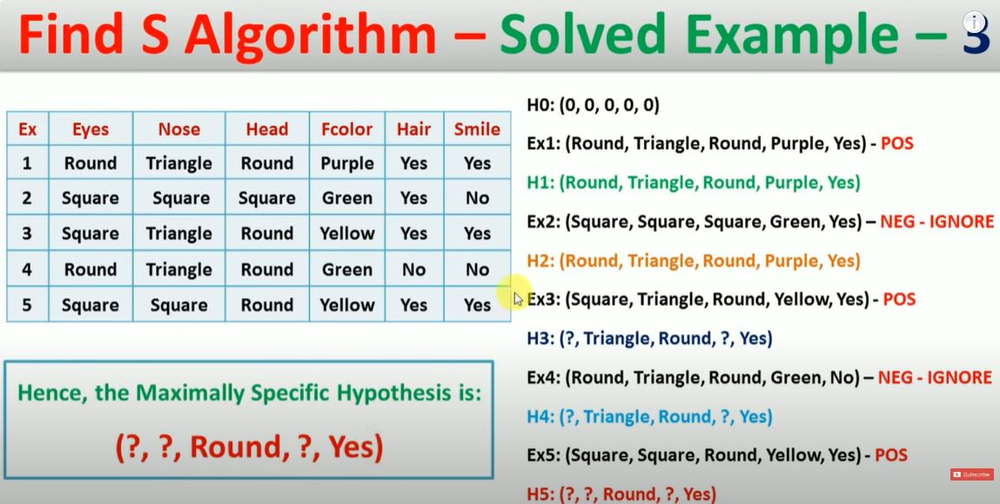 Find S Algorithm – Solved Example – 3
Ex Eyes Nose Head Fcolor Hair Smile
1 Round Triangle Round Purple Yes Yes
2 Square Square Square Green Yes No
3 Square Triangle Round Yellow Yes Yes
4 Round Triangle Round Green No No
5 Square Square Round Yellow Yes Yes
Hence, the Maximally Specific Hypothesis is:
(?, ?, Round, ?, Yes)
H0: (0, 0, 0, 0, 0)
Ex1: (Round, Triangle, Round, Purple, Yes) - POS
H1: (Round, Triangle, Round, Purple, Yes)
Ex2: (Square, Square, Square, Green, Yes) – NEG - IGNORE
H2: (Round, Triangle, Round, Purple, Yes)
Ex3: (Square, Triangle, Round, Yellow, Yes) - POS
H3: (?, Triangle, Round, ?, Yes)
Ex4: (Round, Triangle, Round, Green, No) – NEG - IGNORE
H4: (?, Triangle, Round, ?, Yes)
Ex5: (Square, Square, Round, Yellow, Yes) - POS
Subscribe
H5: (?, ?, Round, ?, Yes)